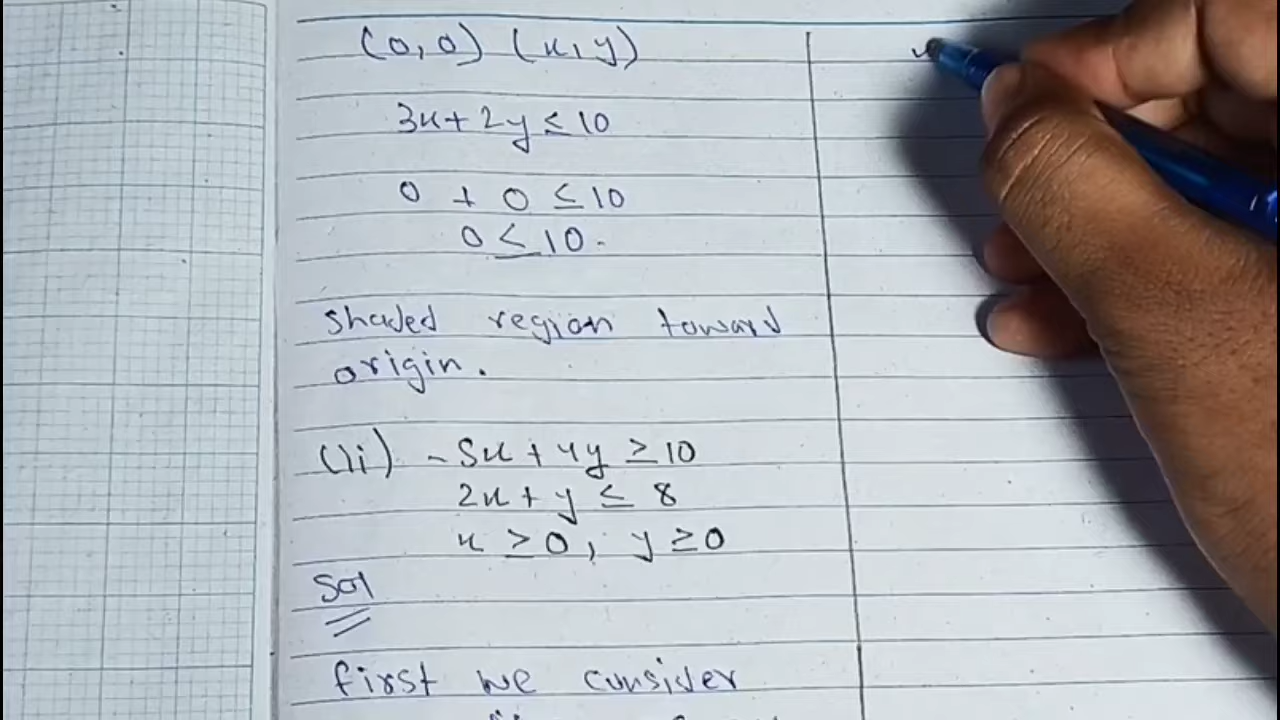 (0,0) (x,y)
3x+2y≤10
0 + 0 ≤10
0≤10.
shaded region toward
origin.
(ii) -5x+4y ≥10
2x+y ≤ 8
x ≥0, y≥0
Sol
first we consider